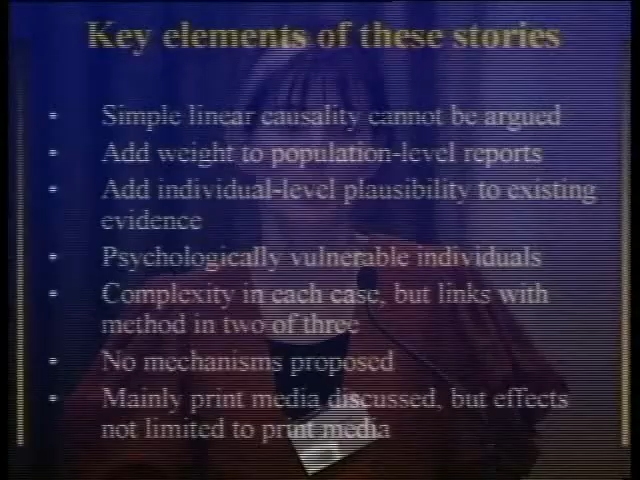 Key elements of these stories
• Simple linear causality cannot be argued
• Add weight to population-level reports
• Add individual-level plausibility to existing
evidence
• Psychologically vulnerable individuals
• Complexity in each case, but links with
method in two of three
• No mechanisms proposed
• Mainly print media discussed, but effects
not limited to print media